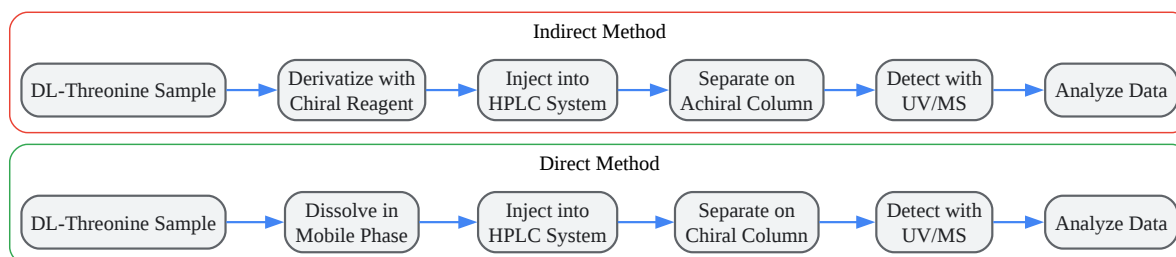 Indirect Method
DL-Threonine Sample
Derivatize with
Chiral Reagent
Inject into
HPLC System
Separate on
Achiral Column
Detect with
UV/MS
Analyze Data
Direct Method
DL-Threonine Sample
Dissolve in
Mobile Phase
Inject into
HPLC System
Separate on
Chiral Column
Detect with
UV/MS
Analyze Data